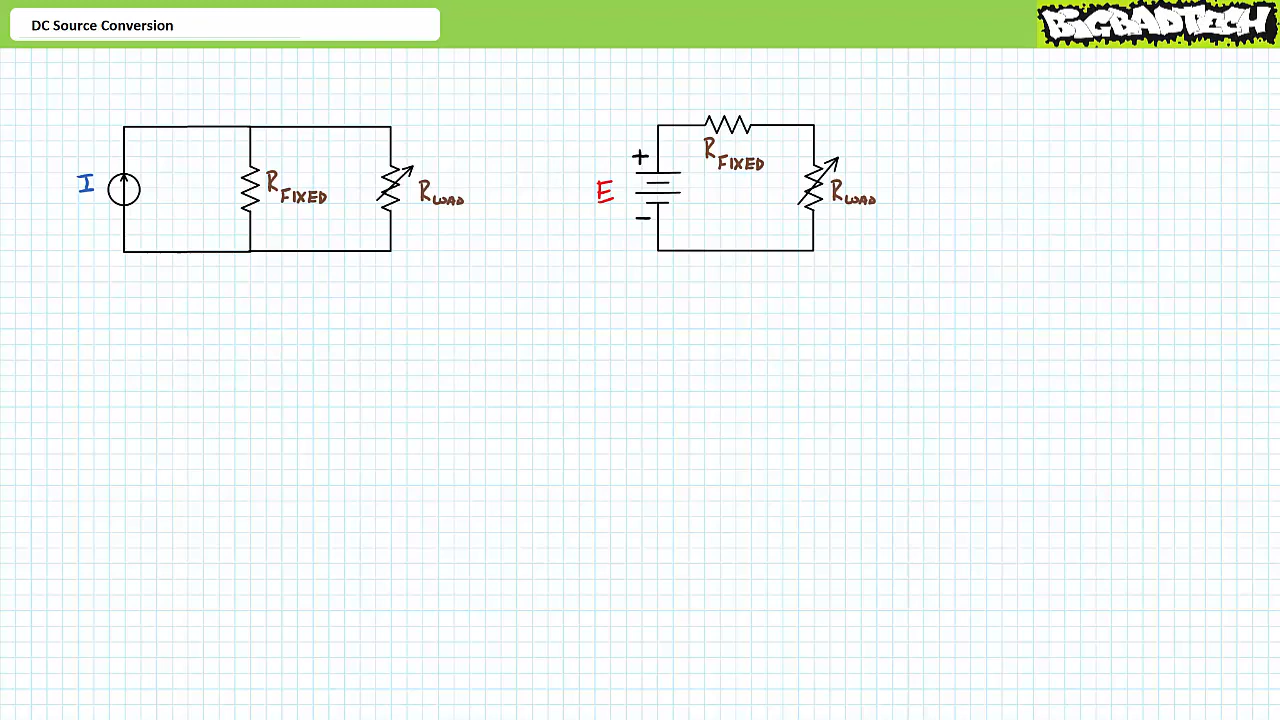 DC Source Conversion
BIGBADTECH
I
R FIXED
R LOAD
+
E
-
R FIXED
R LOAD